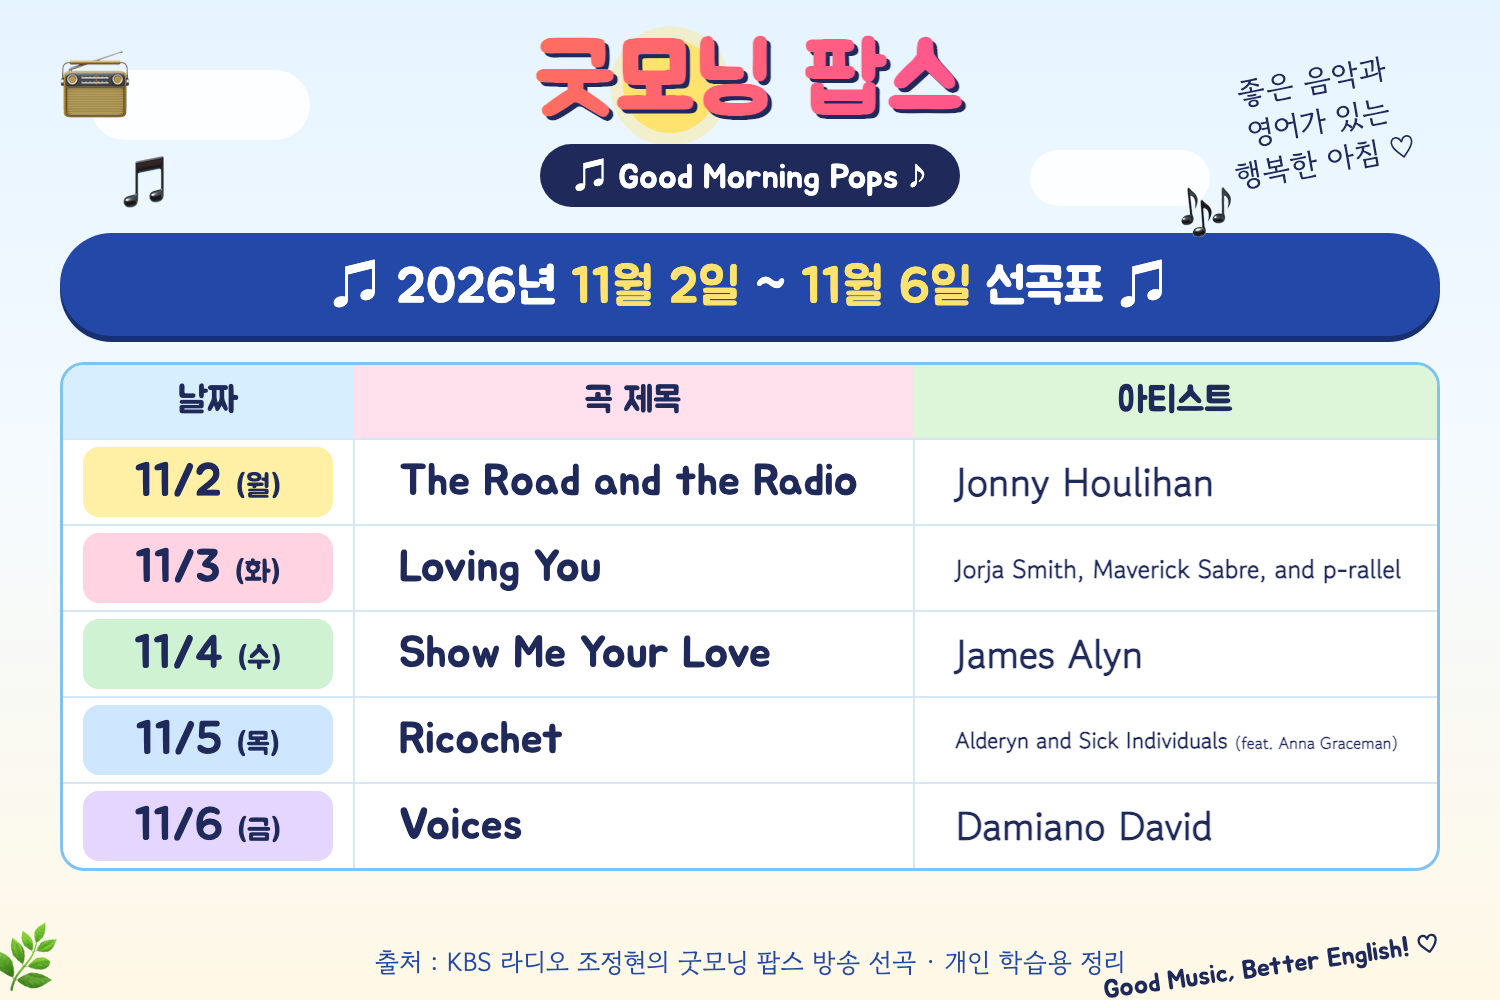 굿모닝 팝스
♫ Good Morning Pops ♪
좋은 음악과
영어가 있는
행복한 아침 ♡
♫ 2026년 11월 2일 ~ 11월 6일 선곡표 ♫
날짜 곡 제목 아티스트
11/2 (월) The Road and the Radio Jonny Houlihan
11/3 (화) Loving You Jorja Smith, Maverick Sabre, and p-rallel
11/4 (수) Show Me Your Love James Alyn
11/5 (목) Ricochet Alderyn and Sick Individuals (feat. Anna Graceman)
11/6 (금) Voices Damiano David
출처 : KBS 라디오 조정현의 굿모닝 팝스 방송 선곡 · 개인 학습용 정리
Good Music, Better English! ♡